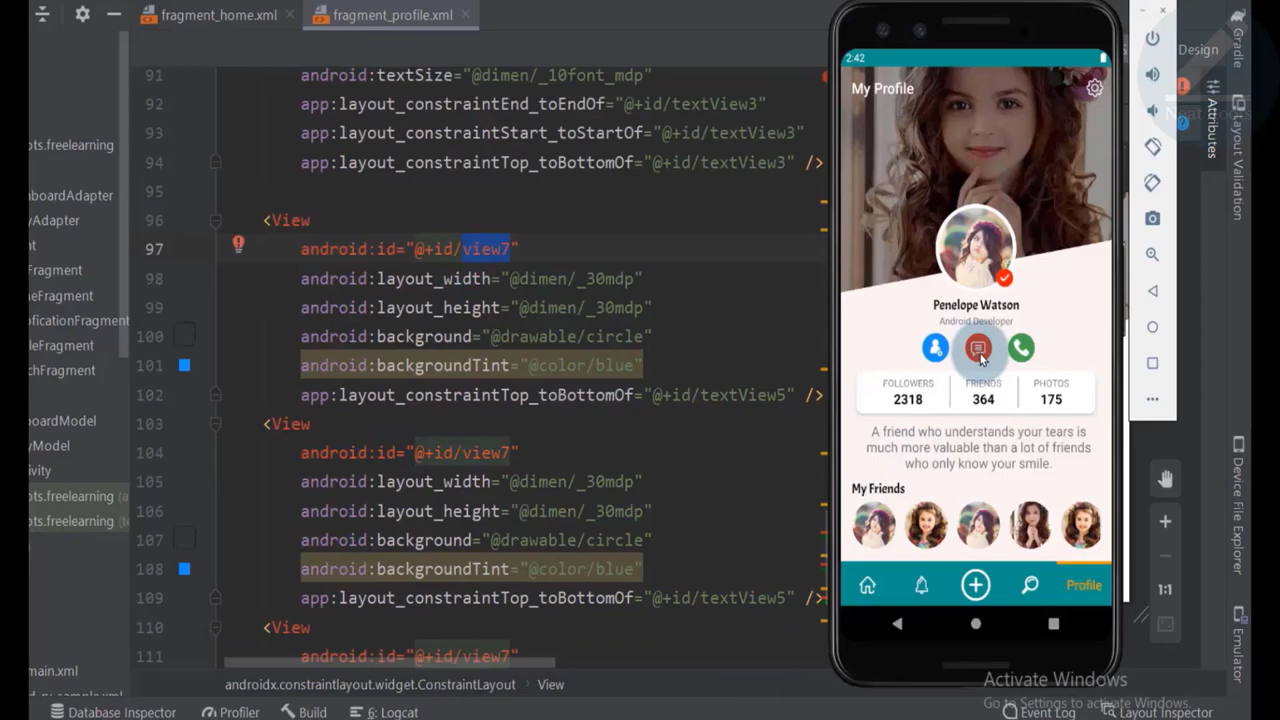 fragment_home.xml
fragment_profile.xml
91 android:textSize="@dimen/_10font_mdp"
92 app:layout_constraintEnd_toEndOf="@+id/textView3"
93 app:layout_constraintStart_toStartOf="@+id/textView3"
94 app:layout_constraintTop_toBottomOf="@+id/textView3" />
95
96 <View
97 android:id="@+id/view7"
98 android:layout_width="@dimen/_30mdp"
99 android:layout_height="@dimen/_30mdp"
100 android:background="@drawable/circle"
101 android:backgroundTint="@color/blue"
102 app:layout_constraintTop_toBottomOf="@+id/textView5" />
103 <View
104 android:id="@+id/view7"
105 android:layout_width="@dimen/_30mdp"
106 android:layout_height="@dimen/_30mdp"
107 android:background="@drawable/circle"
108 android:backgroundTint="@color/blue"
109 app:layout_constraintTop_toBottomOf="@+id/textView5" />
110 <View
111 android:id="@+id/view7"
androidx.constraintlayout.widget.ConstraintLayout
View
ots.freelearning
nboardAdapter
yAdapter
nt
Fragment
eFragment
oficationFragment
leFragment
chFragment
oardModel
yModel
tivity
ots.freelearning (a
ots.freelearning (te
main.xml
Database Inspector
Profiler
Build
6: Logcat
Event Log
Layout Inspector
2:42
My Profile
Penelope Watson
Android Developer
FOLLOWERS FRIENDS PHOTOS
2318 364 175
A friend who understands your tears is
much more valuable than a lot of friends
who only know your smile.
My Friends
Profile
Design
Gradle
Attributes
Layout Validation
Device File Explorer
Emulator
1:1
Activate Windows
Go to Settings to activate Windows.